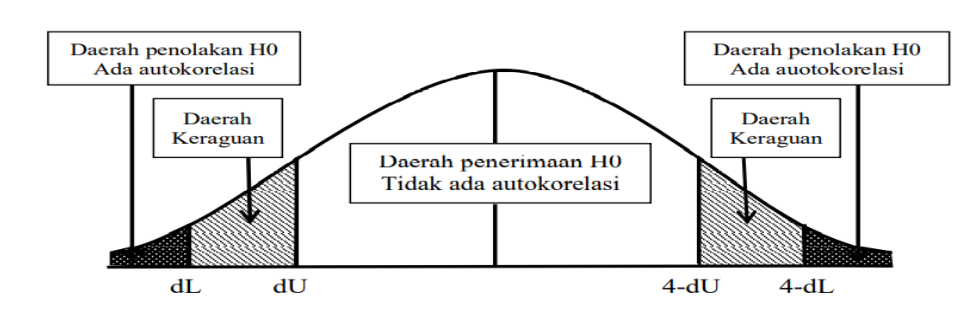 Daerah penolakan H0
Ada autokorelasi
Daerah penolakan H0
Ada auotokorelasi
Daerah
Keraguan
Daerah
Keraguan
Daerah penerimaan H0
Tidak ada autokorelasi
dL
dU
4-dU
4-dL